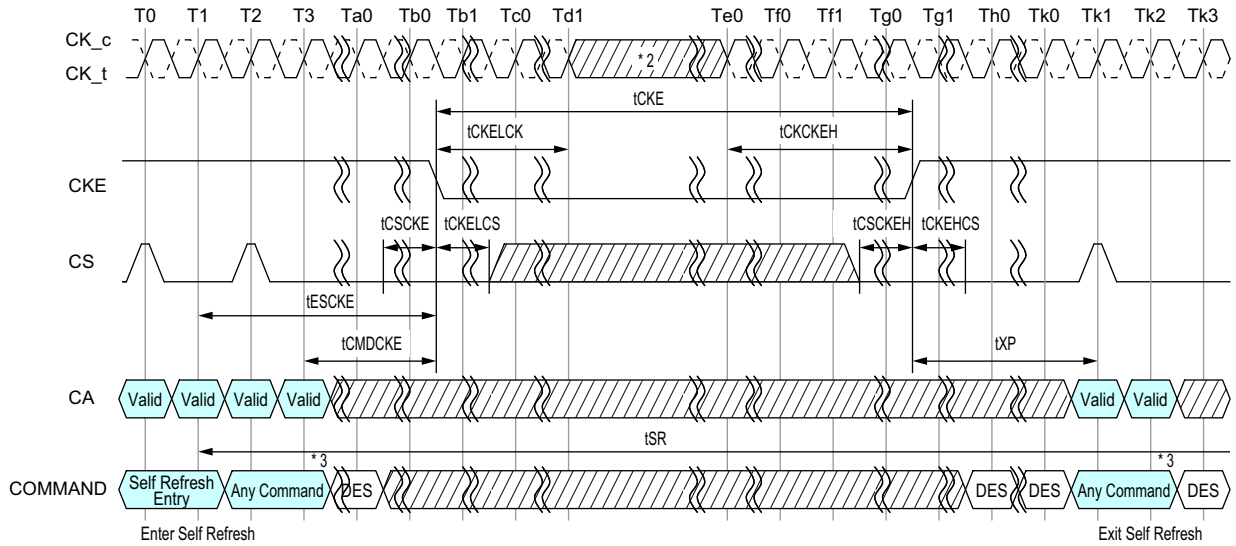 T0 T1 T2 T3 Ta0 Tb0 Tb1 Tc0 Td1 Te0 Tf0 Tf1 Tg0 Tg1 Th0 Tk0 Tk1 Tk2 Tk3
CK_c
CK_t
* 2
tCKE
tCKELCK tCKCKEH
CKE
tCSCKE tCKELCS tCSCKEH tCKEHCS
CS
tESCKE
tCMDCKE tXP
CA Valid Valid Valid Valid Valid Valid
tSR
* 3 * 3
COMMAND Self Refresh Entry Any Command DES DES DES Any Command DES
Enter Self Refresh Exit Self Refresh